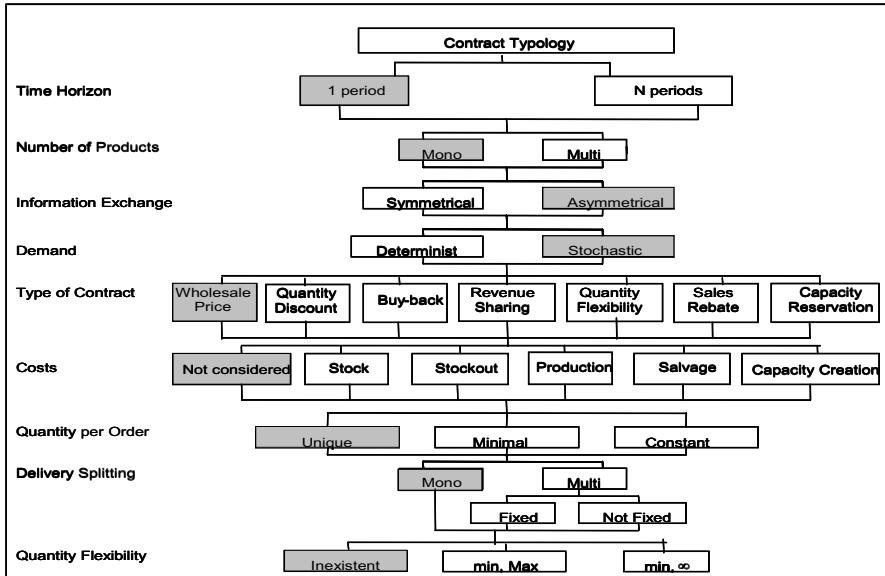 Contract Typology
Time Horizon
1 period
N periods
Number of Products
Mono
Multi
Information Exchange
Symmetrical
Asymmetrical
Demand
Determinist
Stochastic
Type of Contract
Wholesale
Price
Quantity
Discount
Buy-back
Revenue
Sharing
Quantity
Flexibility
Sales
Rebate
Capacity
Reservation
Costs
Not considered
Stock
Stockout
Production
Salvage
Capacity Creation
Quantity per Order
Unique
Minimal
Constant
Delivery Splitting
Mono
Multi
Fixed
Not Fixed
Quantity Flexibility
Inexistent
min, Max
min, ∞